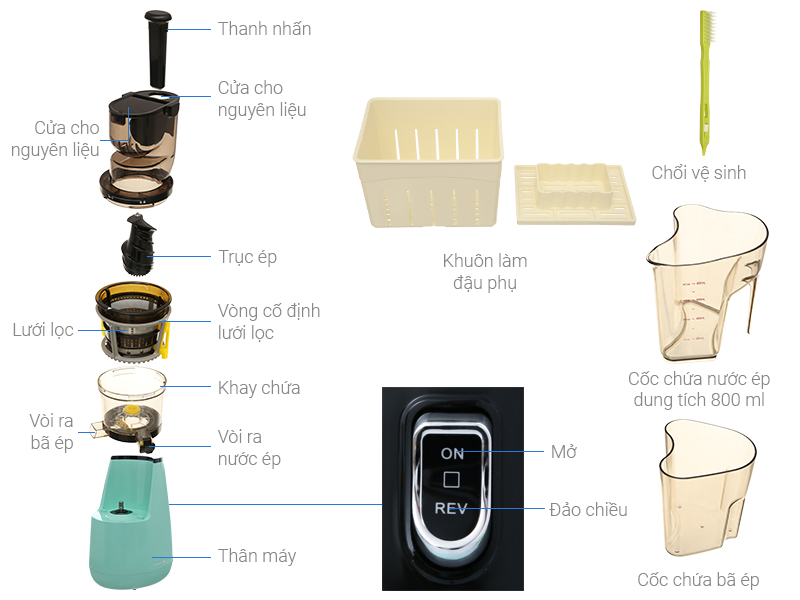 Thanh nhấn
Cửa cho
nguyên liệu
Cửa cho
nguyên liệu
Trục ép
Vòng cố định
lưới lọc
Lưới lọc
Khay chứa
Vòi ra
bã ép
Vòi ra
nước ép
Thân máy
Khuôn làm
đậu phụ
Chổi vệ sinh
Cốc chứa nước ép
dung tích 800 ml
ON
REV
Mở
Đảo chiều
Cốc chứa bã ép